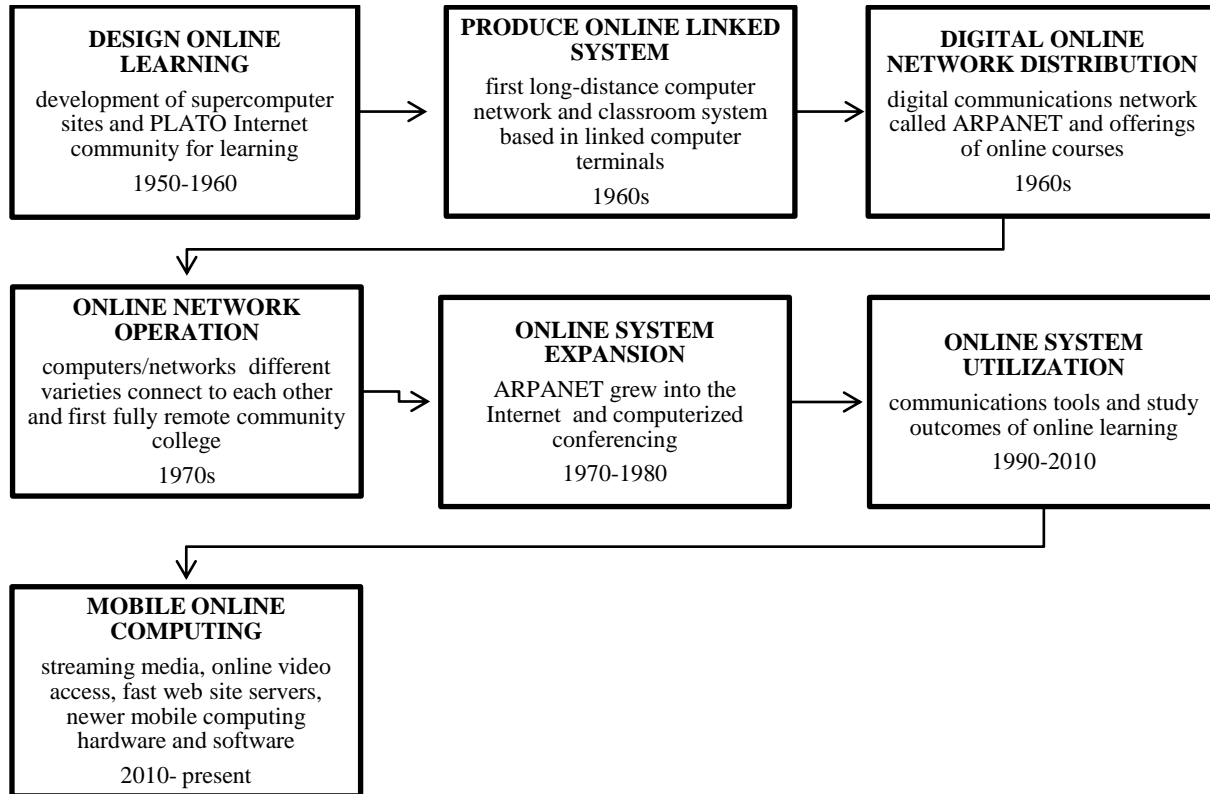 DESIGN ONLINE
LEARNING
development of supercomputer
sites and PLATO Internet
community for learning
1950-1960
PRODUCE ONLINE LINKED
SYSTEM
first long-distance computer
network and classroom system
based in linked computer
terminals
1960s
DIGITAL ONLINE
NETWORK DISTRIBUTION
digital communications network
called ARPANET and offerings
of online courses
1960s
ONLINE NETWORK
OPERATION
computers/networks different
varieties connect to each other
and first fully remote community
college
1970s
ONLINE SYSTEM
EXPANSION
ARPANET grew into the
Internet and computerized
conferencing
1970-1980
ONLINE SYSTEM
UTILIZATION
communications tools and study
outcomes of online learning
1990-2010
MOBILE ONLINE
COMPUTING
streaming media, online video
access, fast web site servers,
newer mobile computing
hardware and software
2010- present